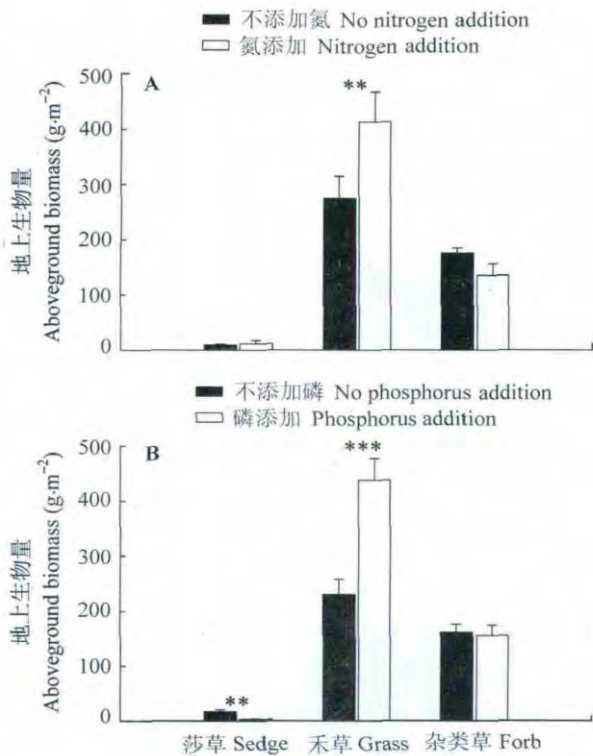 不添加氮 No nitrogen addition
氮添加 Nitrogen addition
A
**
地上生物量
Aboveground biomass (g·m⁻²)
500
400
300
200
100
0
不添加磷 No phosphorus addition
磷添加 Phosphorus addition
B
***
**
地上生物量
Aboveground biomass (g·m⁻²)
500
400
300
200
100
0
莎草 Sedge 禾草 Grass 杂类草 Forb